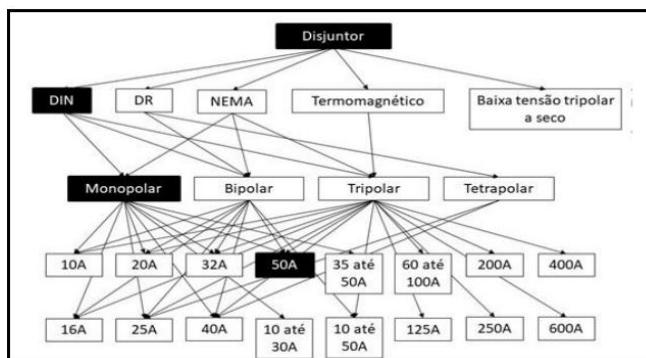 Disjuntor
DIN
DR
NEMA
Termomagnético
Baixa tensão tripolar
a seco
Monopolar
Bipolar
Tripolar
Tetrapolar
10A
20A
32A
50A
35 até
50A
60 até
100A
200A
400A
16A
25A
40A
10 até
30A
10 até
50A
125A
250A
600A